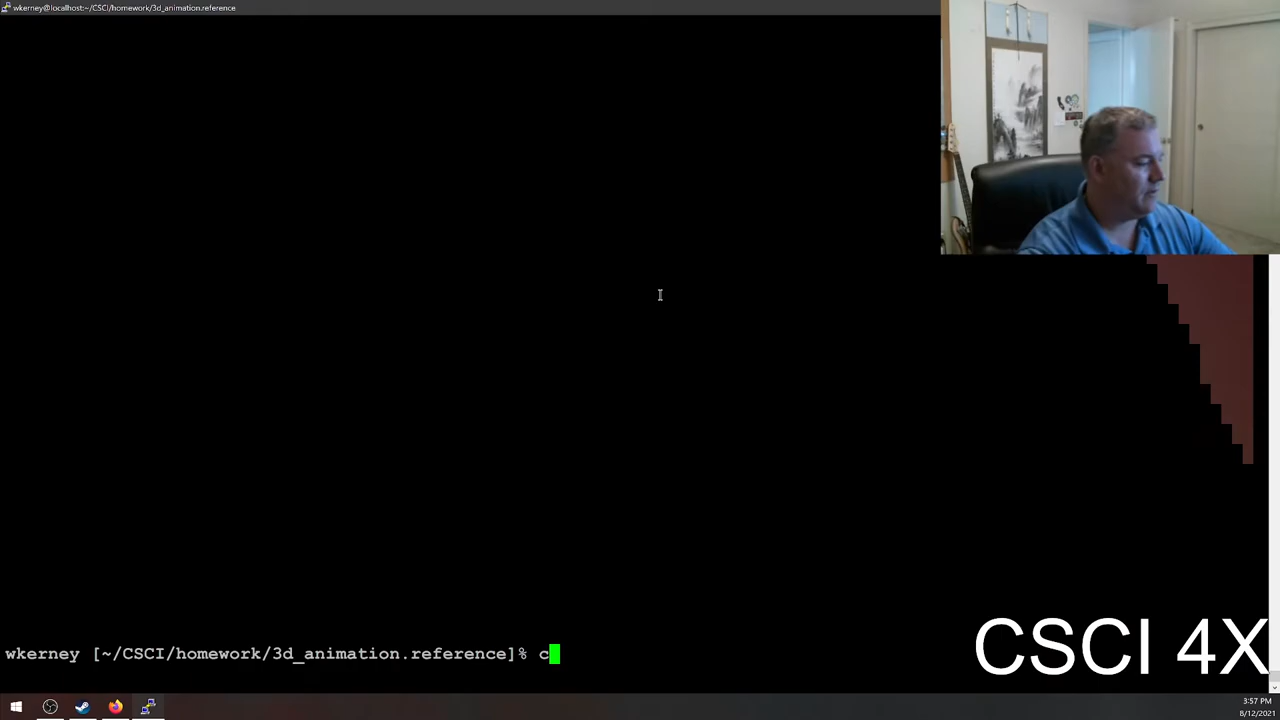 wkerney@localhost:~/CSCI/homework/3d_animation.reference
wkerney [~/CSCI/homework/3d_animation.reference]% c
CSCI 4X
3:57 PM
8/12/2021